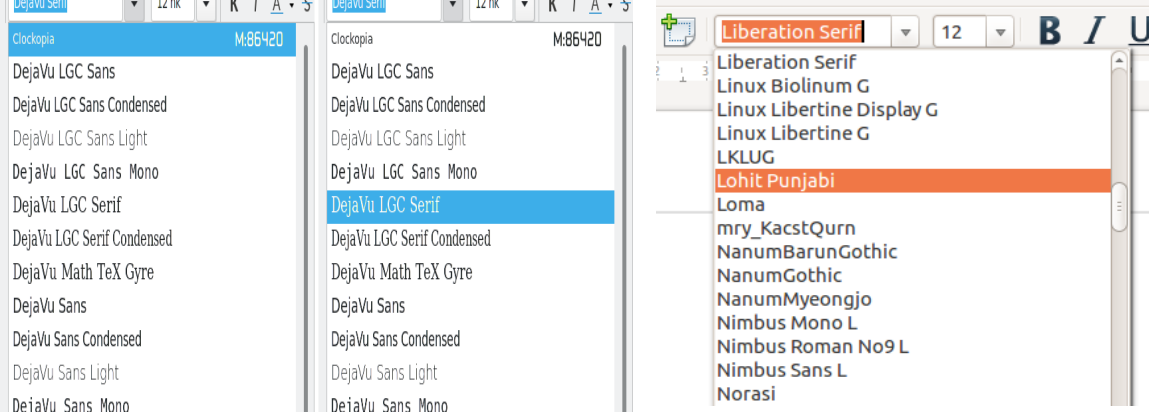 DejaVu Serif
12 пк
K
I
A
S
Clockopia M:86420
DejaVu LGC Sans
DejaVu LGC Sans Condensed
DejaVu LGC Sans Light
DejaVu LGC Sans Mono
DejaVu LGC Serif
DejaVu LGC Serif Condensed
DejaVu Math TeX Gyre
DejaVu Sans
DejaVu Sans Condensed
DejaVu Sans Light
DejaVu Sans Mono
DejaVu Serif
12 пк
K
I
A
S
Clockopia M:86420
DejaVu LGC Sans
DejaVu LGC Sans Condensed
DejaVu LGC Sans Light
DejaVu LGC Sans Mono
DejaVu LGC Serif
DejaVu LGC Serif Condensed
DejaVu Math TeX Gyre
DejaVu Sans
DejaVu Sans Condensed
DejaVu Sans Light
DejaVu Sans Mono
Liberation Serif
12
B
I
U
3
Liberation Serif
Linux Biolinum G
Linux Libertine Display G
Linux Libertine G
LKLUG
Lohit Punjabi
Loma
mry_KacstQurn
NanumBarunGothic
NanumGothic
NanumMyeongjo
Nimbus Mono L
Nimbus Roman No9 L
Nimbus Sans L
Norasi